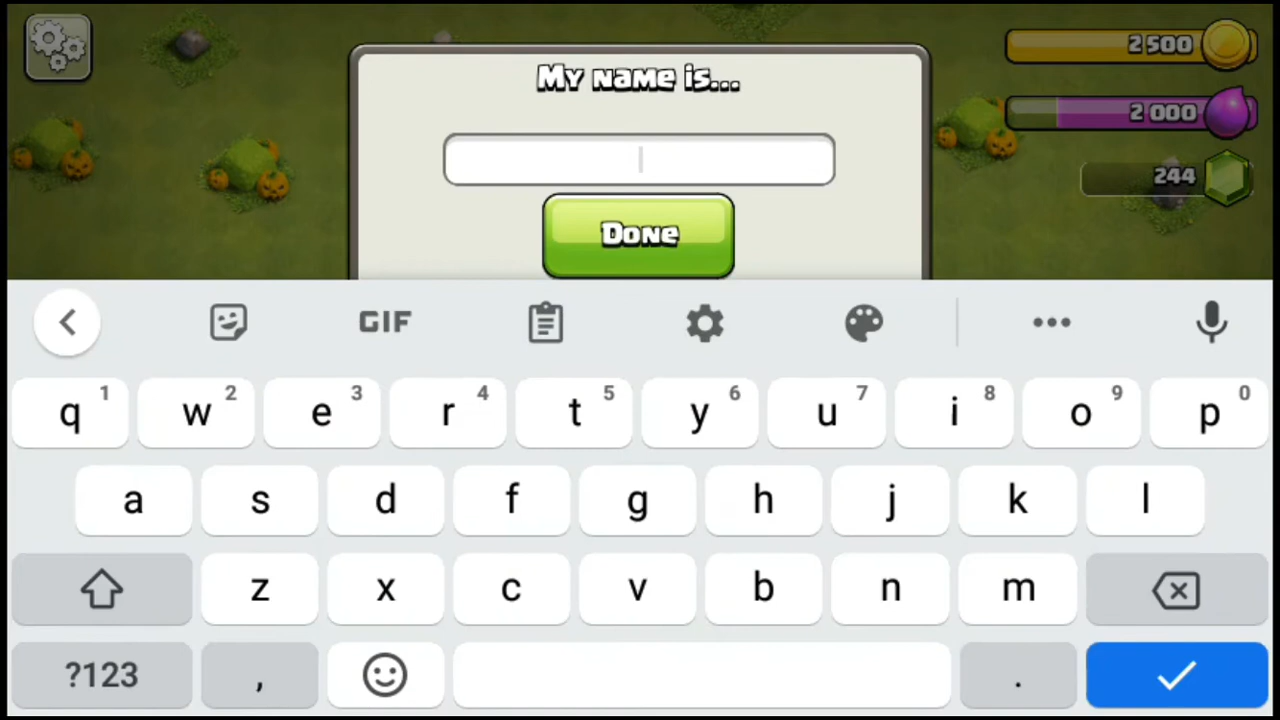 2 500
My name is...
2 000
244
Done
GIF
q 1 w 2 e 3 r 4 t 5 y 6 u 7 i 8 o 9 p 0
a s d f g h j k l
z x c v b n m
?123 , .